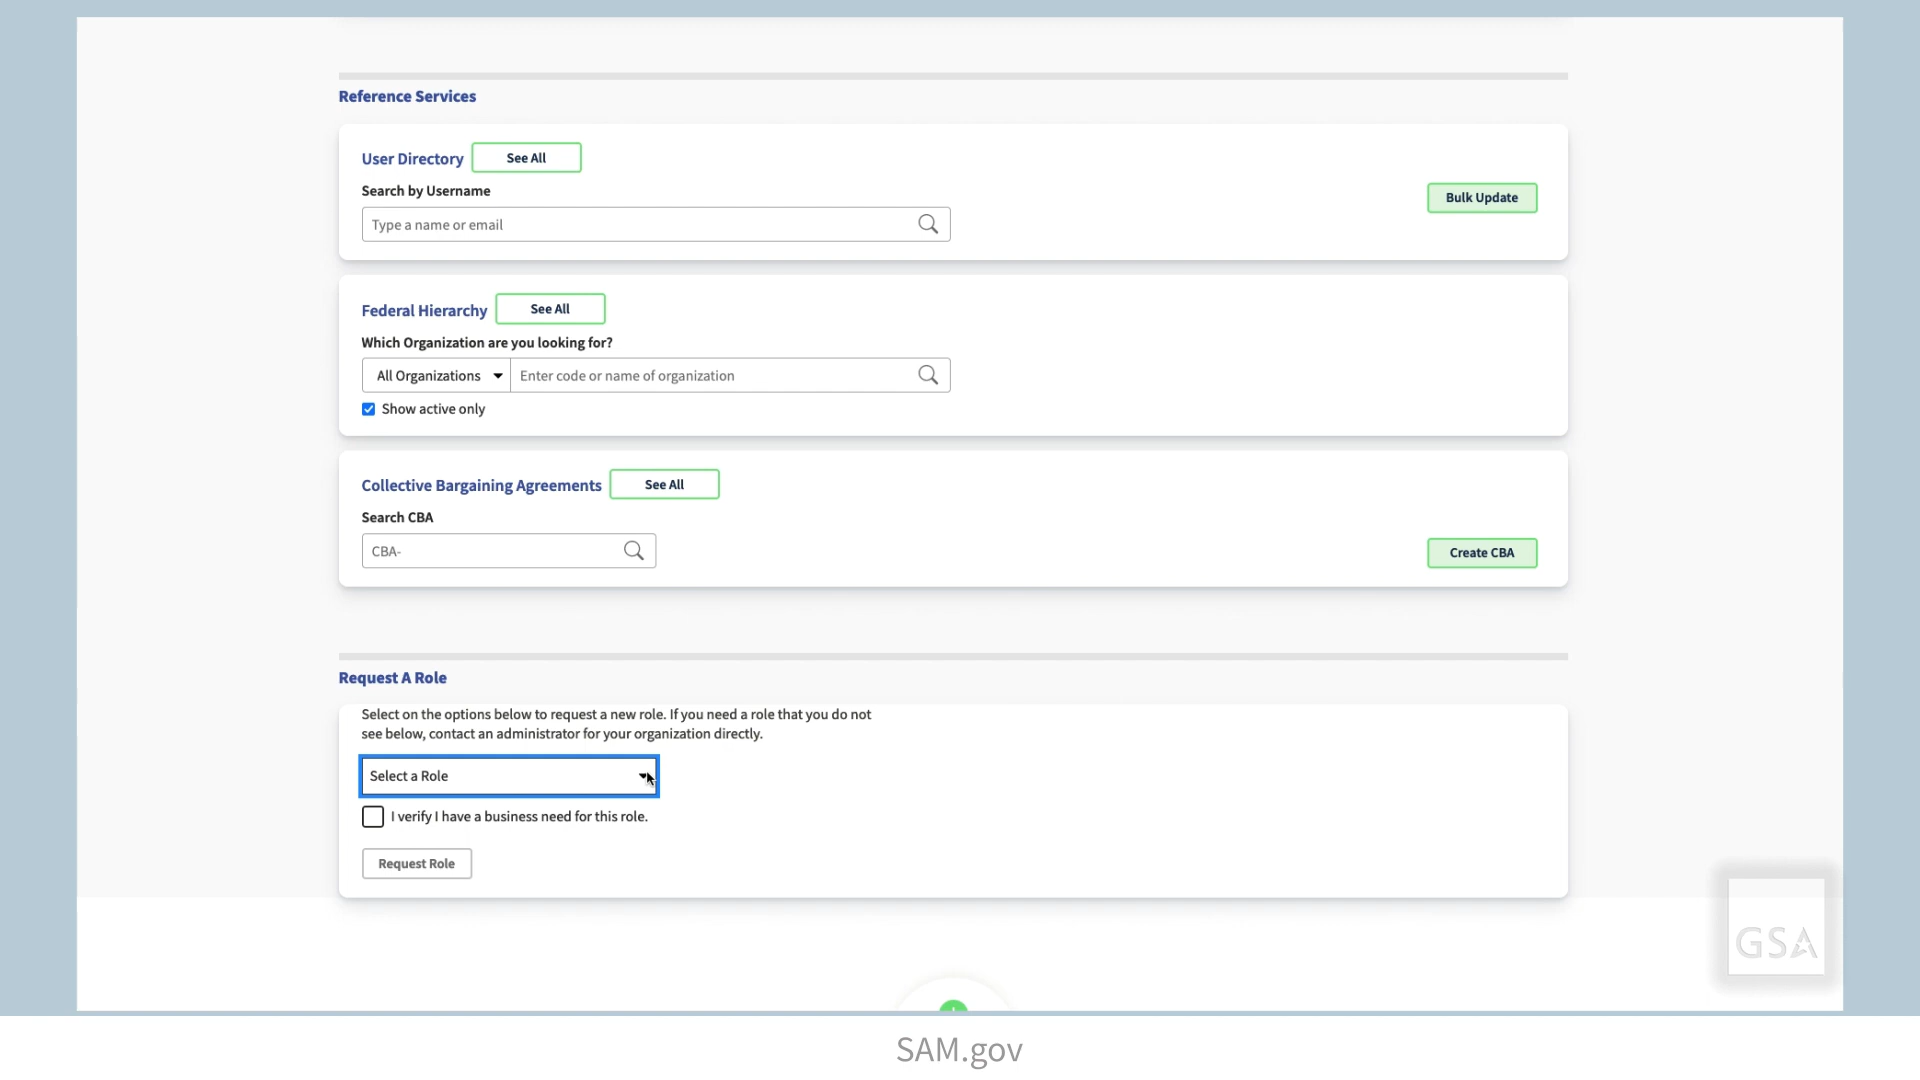 Reference Services
User Directory
See All
Search by Username
Type a name or email
Bulk Update
Federal Hierarchy
See All
Which Organization are you looking for?
All Organizations
Enter code or name of organization
Show active only
Collective Bargaining Agreements
See All
Search CBA
CBA-
Create CBA
Request A Role
Select on the options below to request a new role. If you need a role that you do not
see below, contact an administrator for your organization directly.
Select a Role
I verify I have a business need for this role.
Request Role
GSA
SAM.gov